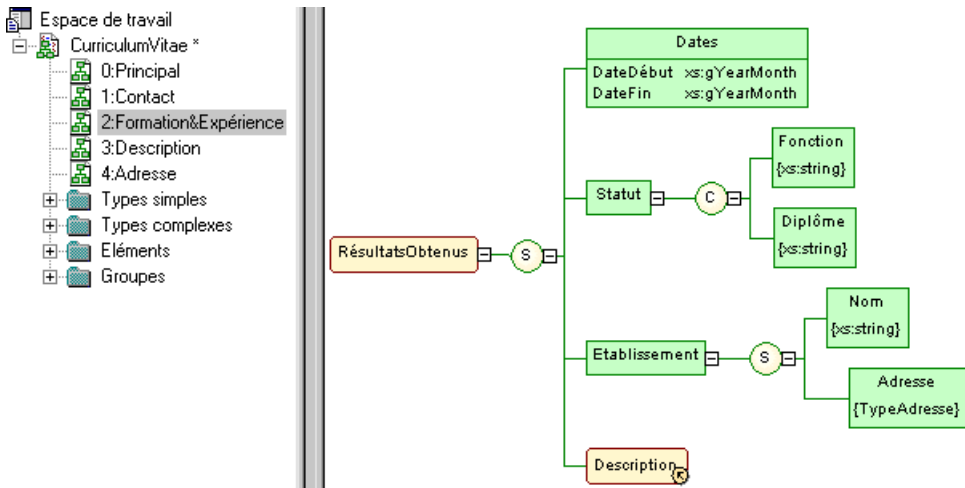 Espace de travail
CurriculumVitae *
0:Principal
1:Contact
2:Formation&Expérience
3:Description
4:Adresse
Types simples
Types complexes
Eléments
Groupes
RésultatsObtenus
S
Dates
DateDébut xs:gYearMonth
DateFin xs:gYearMonth
Statut
C
Fonction
{xs:string}
Diplôme
{xs:string}
Etablissement
S
Nom
{xs:string}
Adresse
{TypeAdresse}
Description